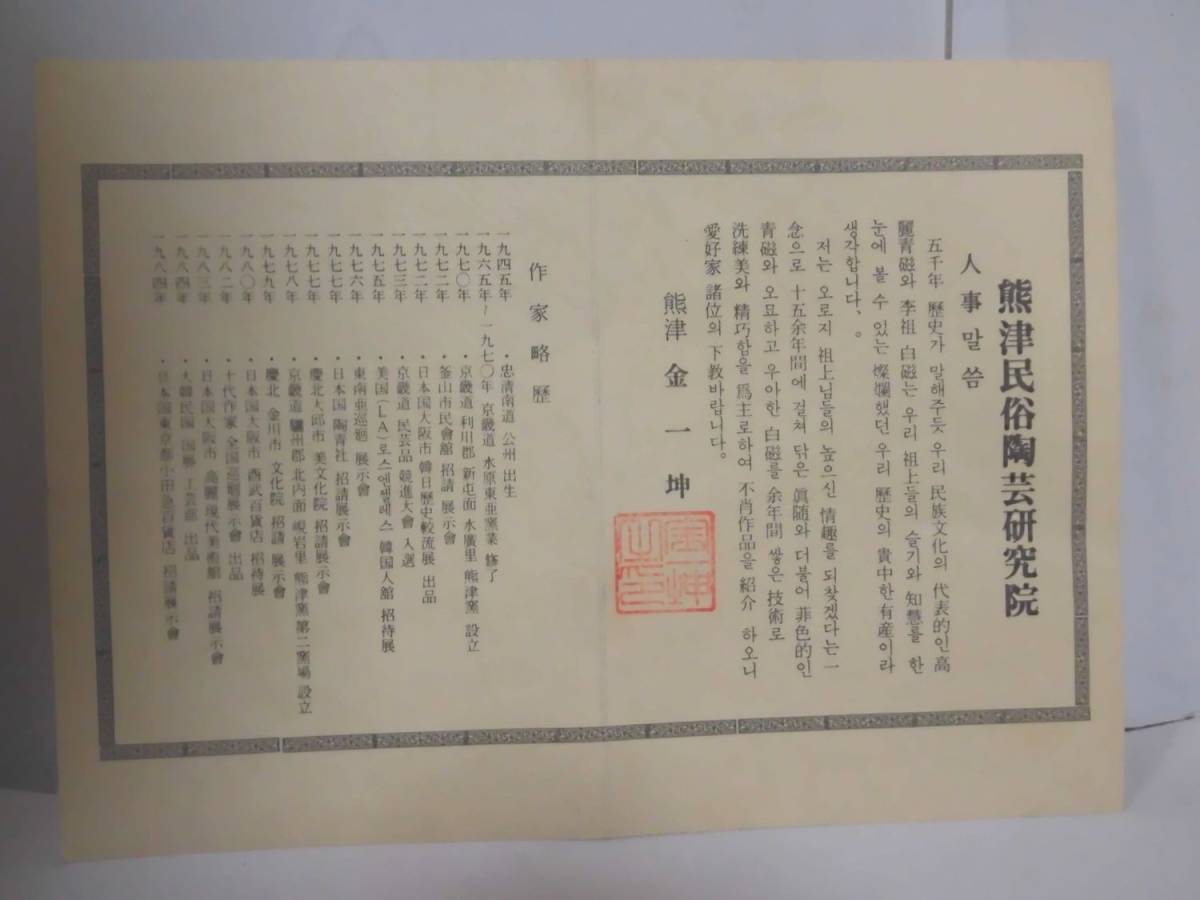 熊津民俗陶芸研究院
人事말씀
五千年 歷史가 말해주듯 우리 民族文化의 代表的인 高
麗青磁와 李祖 白磁는 우리 祖上들의 슬기와 知慧를 한
눈에 볼 수 있는 燦爛했던 우리 歷史의 貴中한 有産이라
생각합니다、。
저는 오로지 祖上님들의 높으신 情趣를 되찾겠다는 一
念으로 十五余年間에 걸쳐 닦은 眞随와 더불어 菲色的인
青磁와 오묘하고 우아한 白磁를 余年間 쌓은 技術로
洗練美와 精巧함을 爲主로하여 不肖作品을 紹介 하오니
愛好家 諸位의 下教바랍니다。
熊津 金一坤
作家略歷
一九四五年 ・忠清南道 公州 出生
一九六五年~一九七〇年 京畿道 水原東亜窯業 修了
一九七〇年 ・京畿道 利川郡 新屯面 水廣里 熊津窯 設立
一九七二年 ・釜山市民會館 招請 展示會
一九七二年 ・日本国大阪市 韓日歷史較流展 出品
一九七三年 ・京畿道 民芸品 競進大會 入選
一九七五年 ・美国(LA)로스엔젤레스 韓国人館 招待展
一九七六年 ・東南亜巡廻 展示會
一九七七年 ・日本国 陶青社 招請展示會
一九七七年 ・慶北大邱市 美文化院 招請展示會
一九七八年 ・京畿道 驪州郡 北内面 峴岩里 熊津窯 第二窯場 設立
一九七九年 ・慶北 金川市 文化院 招請 展示會
一九八〇年 ・日本国大阪市 西武百貨店 招待展
一九八二年 ・十代作家 全国巡廻展示會 出品
一九八三年 ・日本国大阪市 高麗現代美術館 招請展示會
一九八四年 ・大韓民国 国際 工芸 出品
一九八四年 ・日本国東京都小田急百貨店 招請展示會